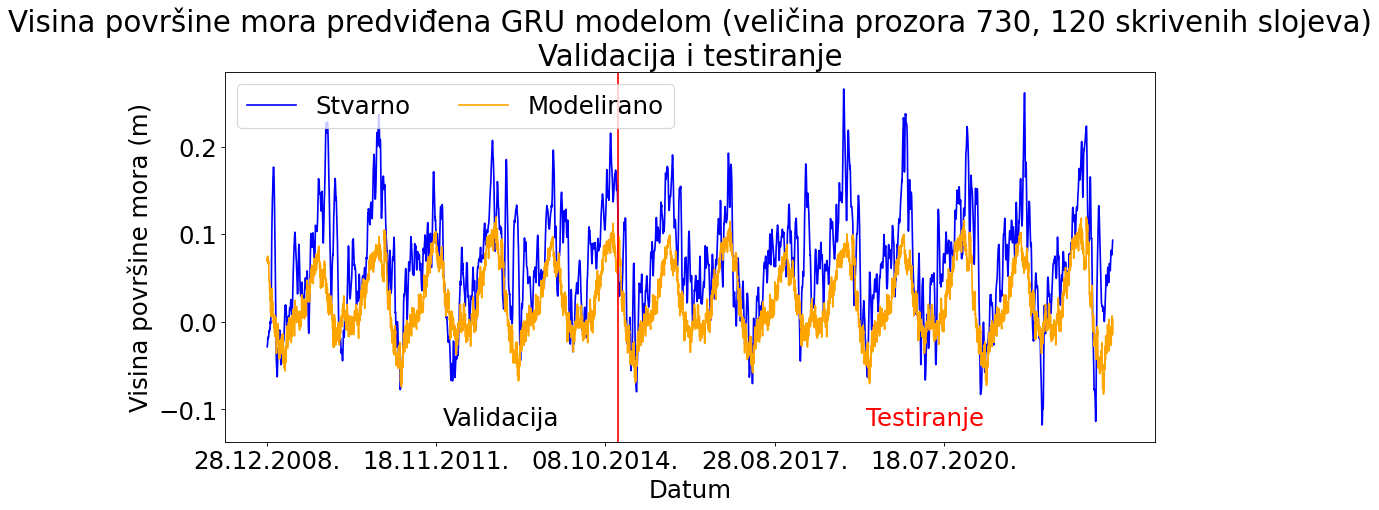 Visina površine mora predviđena GRU modelom (veličina prozora 730, 120 skrivenih slojeva)
Validacija i testiranje
Stvarno
Modelirano
Visina površine mora (m)
0.2
0.1
0.0
−0.1
Validacija
Testiranje
28.12.2008.
18.11.2011.
08.10.2014.
28.08.2017.
18.07.2020.
Datum